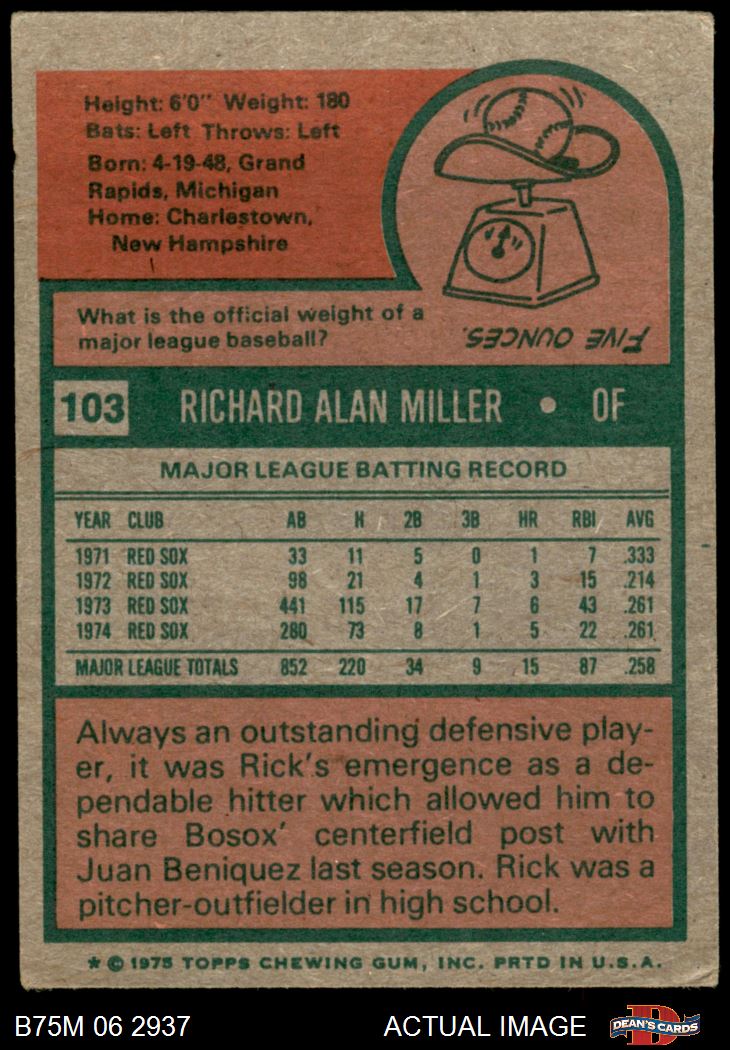 Height: 6'0" Weight: 180
Bats: Left Throws: Left
Born: 4-19-48, Grand
Rapids, Michigan
Home: Charlestown,
New Hampshire
What is the official weight of a
major league baseball?
FIVE OUNCES.
103 RICHARD ALAN MILLER • OF
MAJOR LEAGUE BATTING RECORD
YEAR CLUB AB H 2B 3B HR RBI AVG
1971 RED SOX 33 11 5 0 1 7 .333
1972 RED SOX 98 21 4 1 3 15 .214
1973 RED SOX 441 115 17 7 6 43 .261
1974 RED SOX 280 73 8 1 5 22 .261
MAJOR LEAGUE TOTALS 852 220 34 9 15 87 .258
Always an outstanding defensive play-
er, it was Rick's emergence as a de-
pendable hitter which allowed him to
share Bosox' centerfield post with
Juan Beniquez last season. Rick was a
pitcher-outfielder in high school.
* © 1975 TOPPS CHEWING GUM, INC. PRTD IN U.S.A.
B75M 06 2937 ACTUAL IMAGE D DEAN'S CARDS